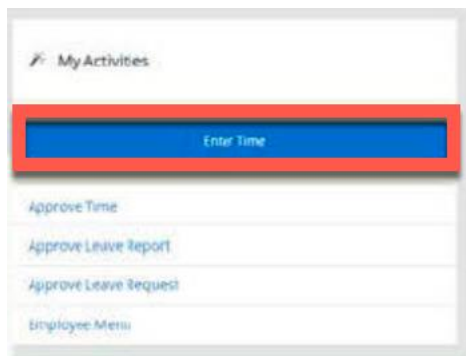 My Activities
Enter Time
Approve Time
Approve Leave Report
Approve Leave Request
Employee Menu